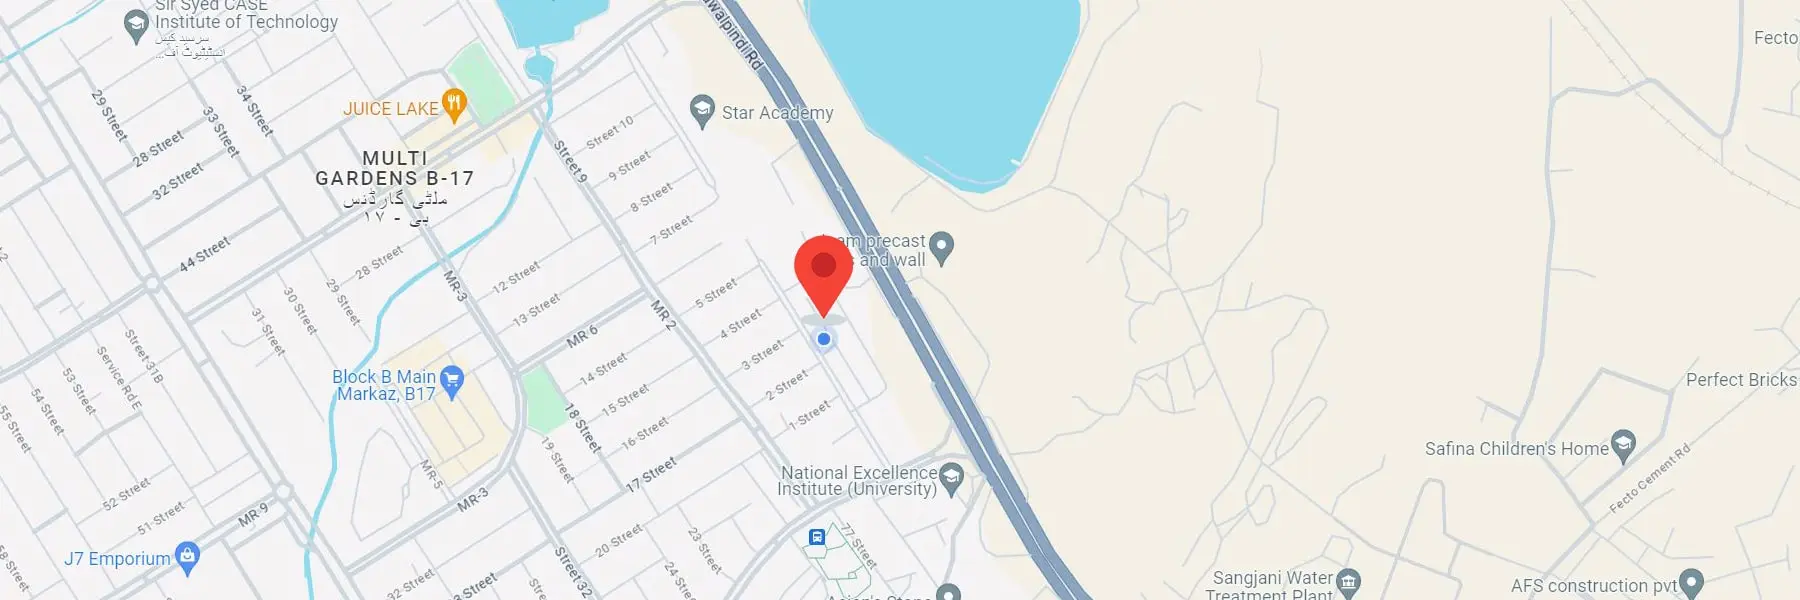 Sir Syed CASE
Institute of Technology
سرسید کیس
انسٹیٹیوٹ آف...
JUICE LAKE
MULTI
GARDENS B-17
ملٹی گارڈنس
بی - ١٧
29 Street
34 Street
33 Street
28 Street
32 Street
44 Street
28 Street
29 Street
30 Street
31 Street
Street 31B
Service Rd E
53 Street
54 Street
55 Street
Block B Main
Markaz, B17
MR-3
MR-5
MR-3
MR 9
52 Street
51 Street
J7 Emporium
Street 10
9 Street
8 Street
7 Street
Street 9
12 Street
13 Street
MR 6
MR 2
5 Street
4 Street
3 Street
2 Street
1 Street
14 Street
15 Street
16 Street
17 Street
18 Street
19 Street
20 Street
23 Street
24 Street
Street 32
77 Street
Star Academy
precast
and wall
National Excellence
Institute (University)
Fecto
Perfect Bricks
Safina Children's Home
Fecto Cement Rd
Sangjani Water
Treatment Plant
AFS construction pvt